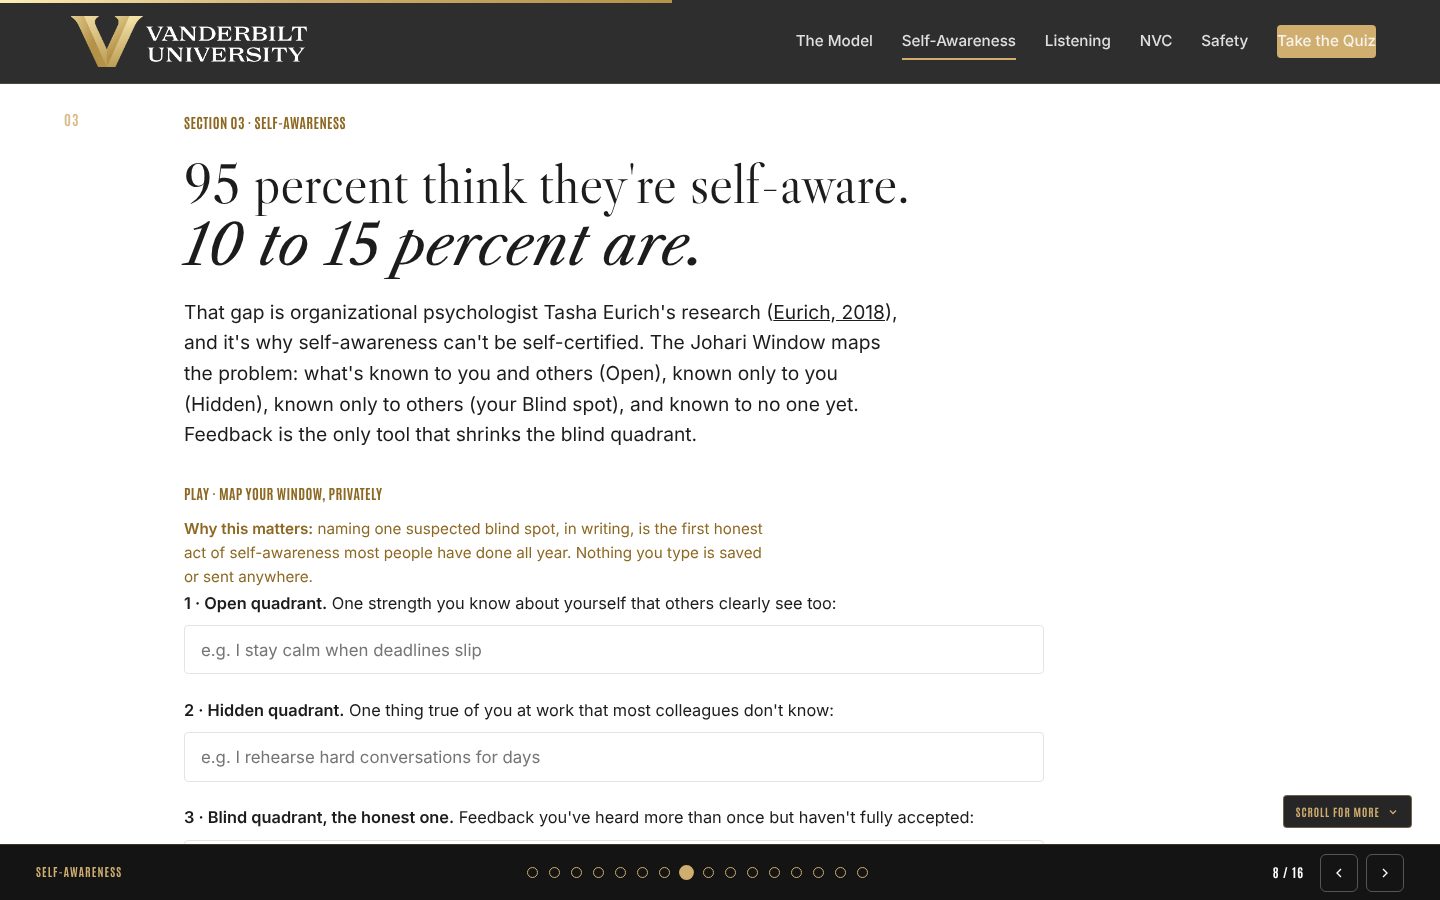 VANDERBILT
UNIVERSITY
The Model
Self-Awareness
Listening
NVC
Safety
Take the Quiz
03
SECTION 03 · SELF-AWARENESS
95 percent think they're self-aware.
10 to 15 percent are.
That gap is organizational psychologist Tasha Eurich's research (Eurich, 2018),
and it's why self-awareness can't be self-certified. The Johari Window maps
the problem: what's known to you and others (Open), known only to you
(Hidden), known only to others (your Blind spot), and known to no one yet.
Feedback is the only tool that shrinks the blind quadrant.
PLAY · MAP YOUR WINDOW, PRIVATELY
Why this matters: naming one suspected blind spot, in writing, is the first honest
act of self-awareness most people have done all year. Nothing you type is saved
or sent anywhere.
1 · Open quadrant. One strength you know about yourself that others clearly see too:
e.g. I stay calm when deadlines slip
2 · Hidden quadrant. One thing true of you at work that most colleagues don't know:
e.g. I rehearse hard conversations for days
3 · Blind quadrant, the honest one. Feedback you've heard more than once but haven't fully accepted:
SCROLL FOR MORE
SELF-AWARENESS
8 / 16